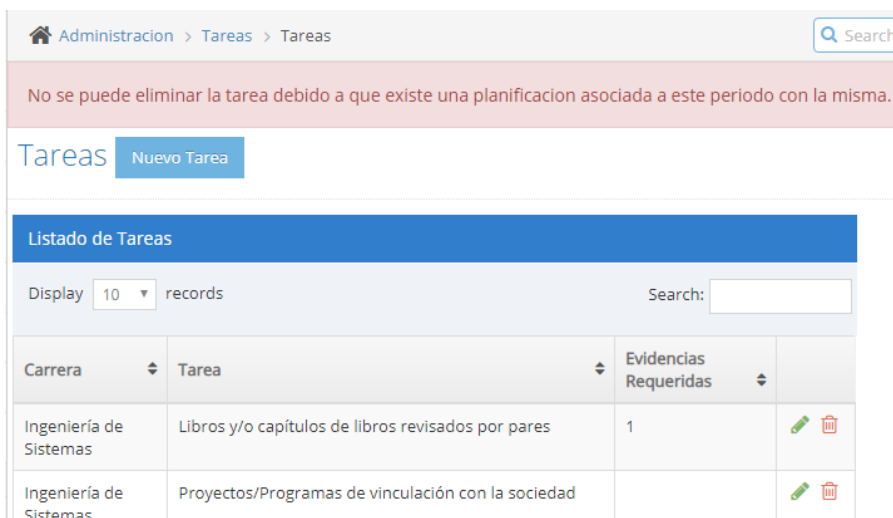 Administracion > Tareas > Tareas
Search
No se puede eliminar la tarea debido a que existe una planificacion asociada a este periodo con la misma.
Tareas Nuevo Tarea
Listado de Tareas
Display 10 records Search:
Carrera Tarea Evidencias Requeridas
Ingeniería de Sistemas Libros y/o capítulos de libros revisados por pares 1
Ingeniería de Sistemas Proyectos/Programas de vinculación con la sociedad